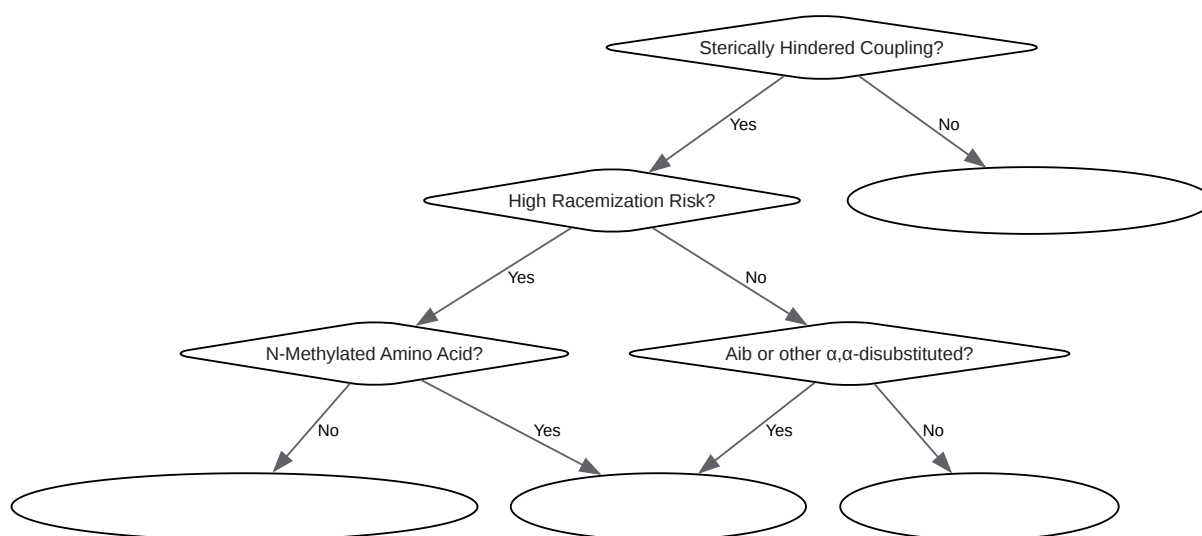 Sterically Hindered Coupling?
Yes
No
High Racemization Risk?
Yes
No
N-Methylated Amino Acid?
Aib or other α,α-disubstituted?
No
Yes
Yes
No